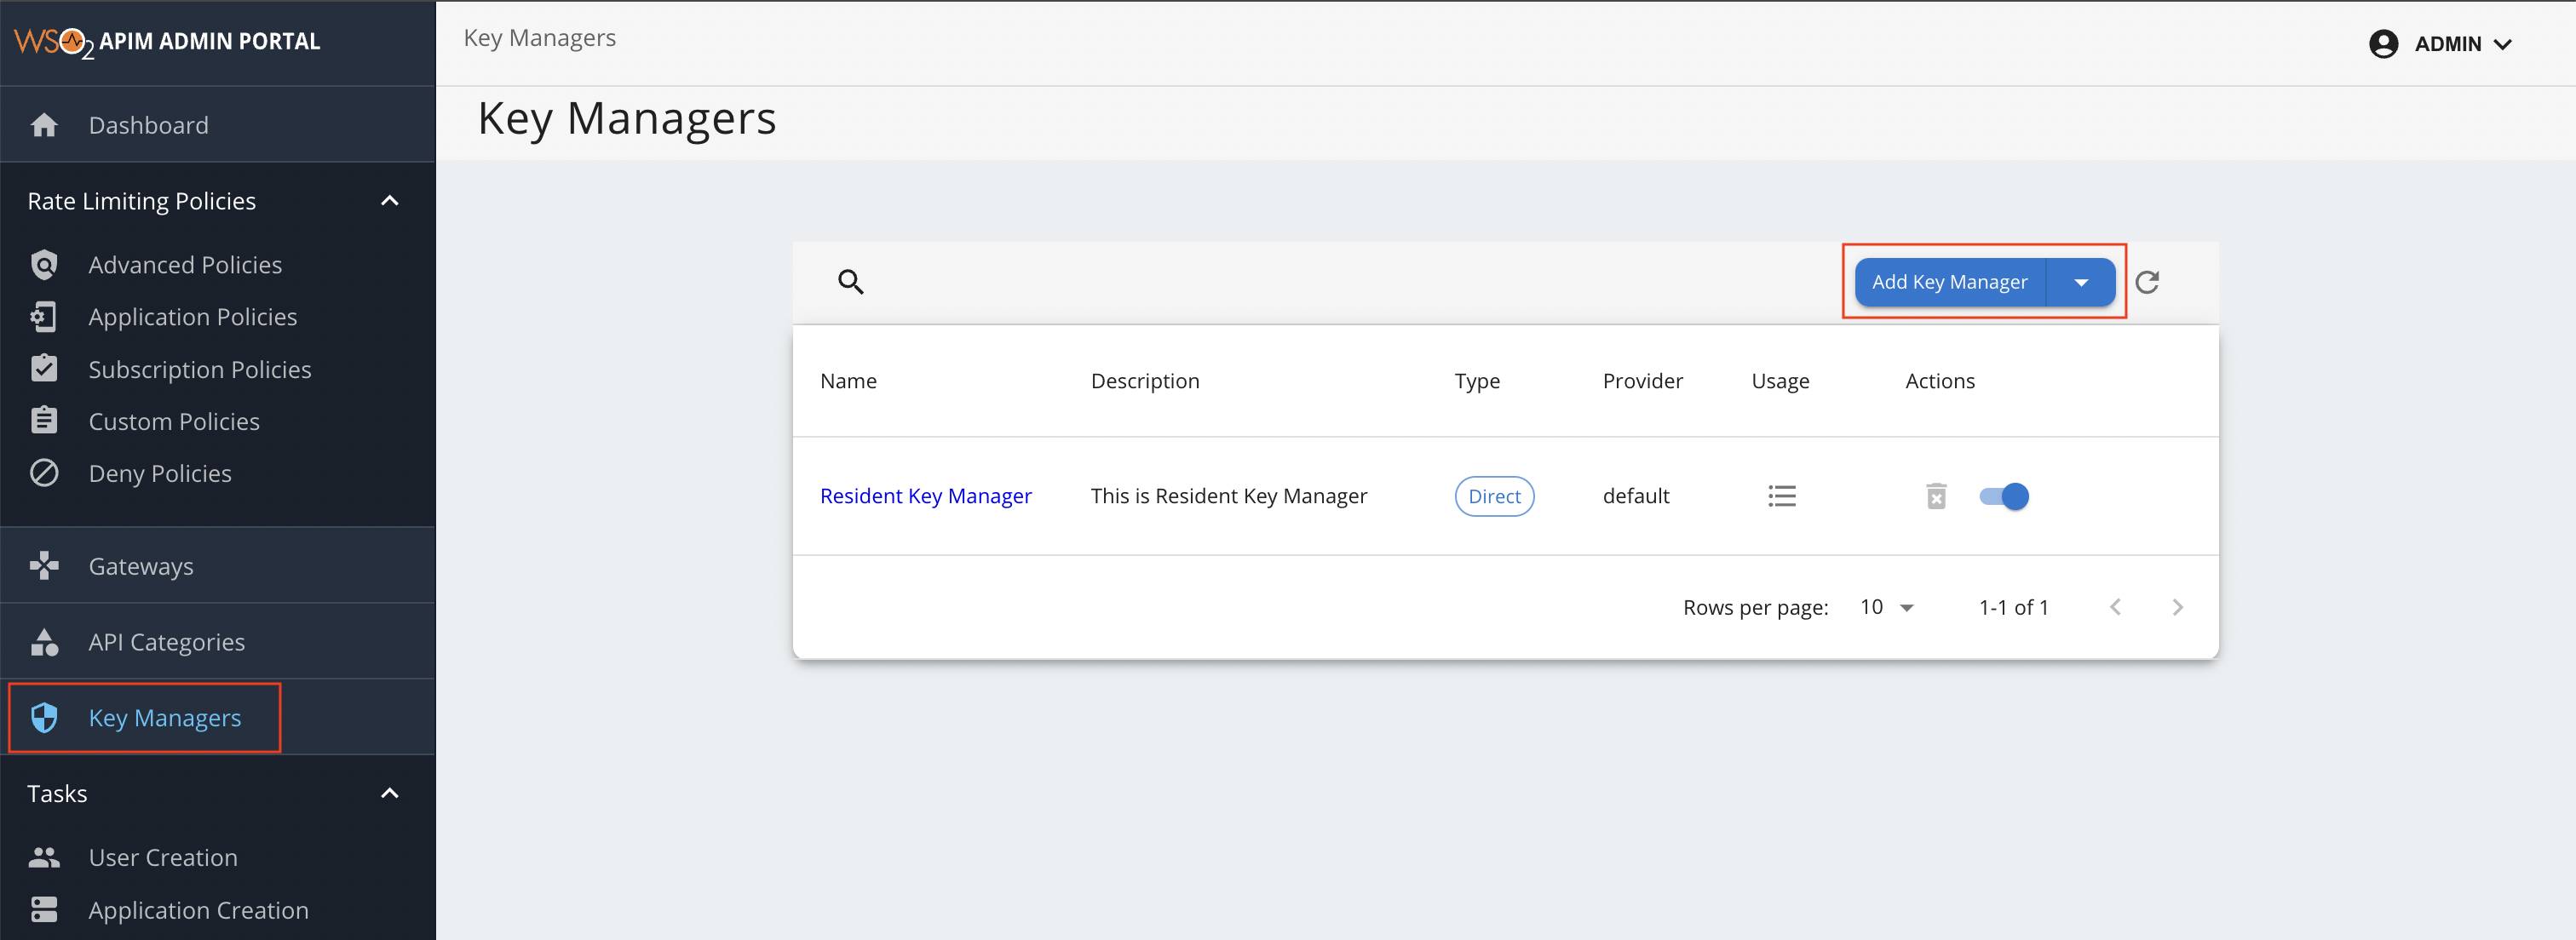 WSO2 APIM ADMIN PORTAL
Key Managers
ADMIN
Key Managers
Dashboard
Rate Limiting Policies
Advanced Policies
Application Policies
Subscription Policies
Custom Policies
Deny Policies
Gateways
API Categories
Key Managers
Tasks
User Creation
Application Creation
Add Key Manager
Name Description Type Provider Usage Actions
Resident Key Manager This is Resident Key Manager Direct default
Rows per page: 10 1-1 of 1